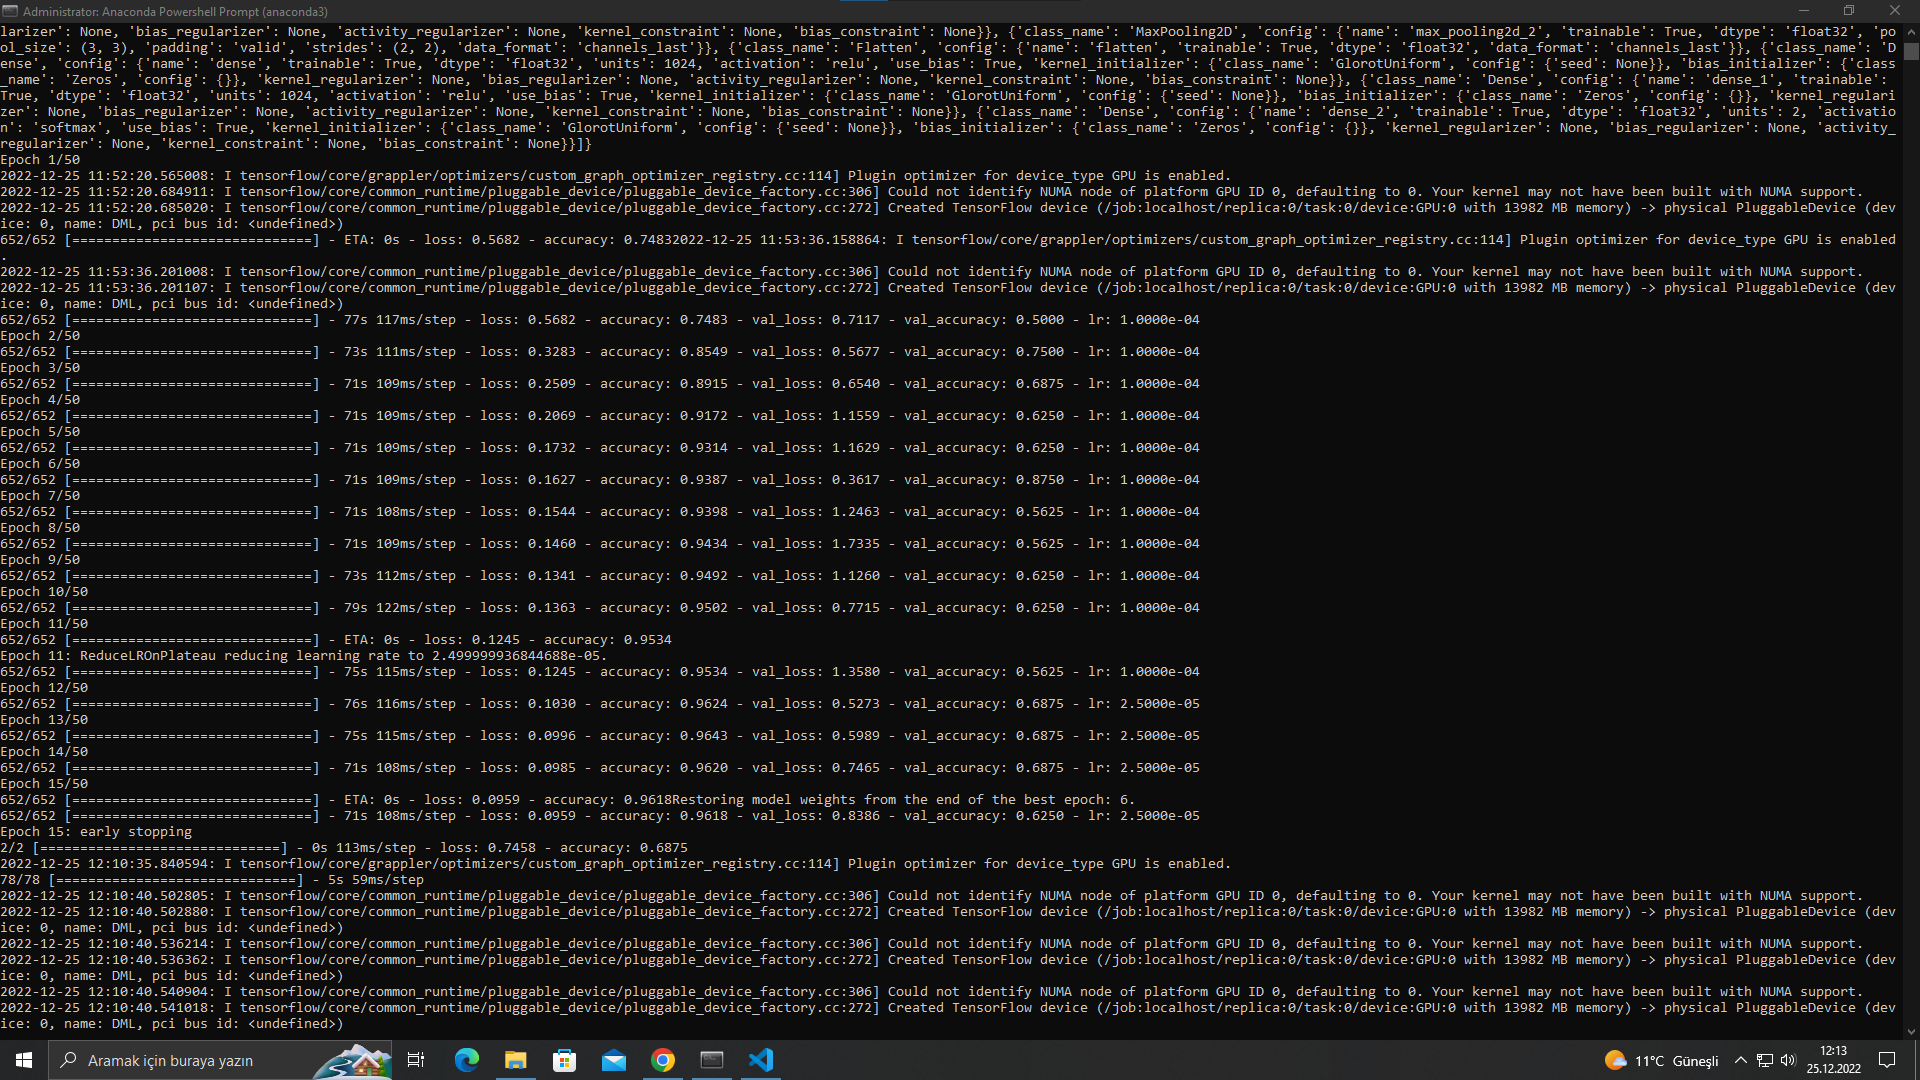 Administrator: Anaconda Powershell Prompt (anaconda3)
larizer': None, 'bias_regularizer': None, 'activity_regularizer': None, 'kernel_constraint': None, 'bias_constraint': None}}, {'class_name': 'MaxPooling2D', 'config': {'name': 'max_pooling2d_2', 'trainable': True, 'dtype': 'float32', 'po
ol_size': (3, 3), 'padding': 'valid', 'strides': (2, 2), 'data_format': 'channels_last'}}, {'class_name': 'Flatten', 'config': {'name': 'flatten', 'trainable': True, 'dtype': 'float32', 'data_format': 'channels_last'}}, {'class_name': 'D
ense', 'config': {'name': 'dense', 'trainable': True, 'dtype': 'float32', 'units': 1024, 'activation': 'relu', 'use_bias': True, 'kernel_initializer': {'class_name': 'GlorotUniform', 'config': {'seed': None}}, 'bias_initializer': {'class
_name': 'Zeros', 'config': {}}, 'kernel_regularizer': None, 'bias_regularizer': None, 'activity_regularizer': None, 'kernel_constraint': None, 'bias_constraint': None}}, {'class_name': 'Dense', 'config': {'name': 'dense_1', 'trainable':
True, 'dtype': 'float32', 'units': 1024, 'activation': 'relu', 'use_bias': True, 'kernel_initializer': {'class_name': 'GlorotUniform', 'config': {'seed': None}}, 'bias_initializer': {'class_name': 'Zeros', 'config': {}}, 'kernel_regulari
zer': None, 'bias_regularizer': None, 'activity_regularizer': None, 'kernel_constraint': None, 'bias_constraint': None}}, {'class_name': 'Dense', 'config': {'name': 'dense_2', 'trainable': True, 'dtype': 'float32', 'units': 2, 'activatio
n': 'softmax', 'use_bias': True, 'kernel_initializer': {'class_name': 'GlorotUniform', 'config': {'seed': None}}, 'bias_initializer': {'class_name': 'Zeros', 'config': {}}, 'kernel_regularizer': None, 'bias_regularizer': None, 'activity_
regularizer': None, 'kernel_constraint': None, 'bias_constraint': None}}]}
Epoch 1/50
2022-12-25 11:52:20.565008: I tensorflow/core/grappler/optimizers/custom_graph_optimizer_registry.cc:114] Plugin optimizer for device_type GPU is enabled.
2022-12-25 11:52:20.684911: I tensorflow/core/common_runtime/pluggable_device/pluggable_device_factory.cc:306] Could not identify NUMA node of platform GPU ID 0, defaulting to 0. Your kernel may not have been built with NUMA support.
2022-12-25 11:52:20.685020: I tensorflow/core/common_runtime/pluggable_device/pluggable_device_factory.cc:272] Created TensorFlow device (/job:localhost/replica:0/task:0/device:GPU:0 with 13982 MB memory) -> physical PluggableDevice (dev
ice: 0, name: DML, pci bus id: <undefined>)
652/652 [==============================] - ETA: 0s - loss: 0.5682 - accuracy: 0.74832022-12-25 11:53:36.158864: I tensorflow/core/grappler/optimizers/custom_graph_optimizer_registry.cc:114] Plugin optimizer for device_type GPU is enabled
.
2022-12-25 11:53:36.201008: I tensorflow/core/common_runtime/pluggable_device/pluggable_device_factory.cc:306] Could not identify NUMA node of platform GPU ID 0, defaulting to 0. Your kernel may not have been built with NUMA support.
2022-12-25 11:53:36.201107: I tensorflow/core/common_runtime/pluggable_device/pluggable_device_factory.cc:272] Created TensorFlow device (/job:localhost/replica:0/task:0/device:GPU:0 with 13982 MB memory) -> physical PluggableDevice (dev
ice: 0, name: DML, pci bus id: <undefined>)
652/652 [==============================] - 77s 117ms/step - loss: 0.5682 - accuracy: 0.7483 - val_loss: 0.7117 - val_accuracy: 0.5000 - lr: 1.0000e-04
Epoch 2/50
652/652 [==============================] - 73s 111ms/step - loss: 0.3283 - accuracy: 0.8549 - val_loss: 0.5677 - val_accuracy: 0.7500 - lr: 1.0000e-04
Epoch 3/50
652/652 [==============================] - 71s 109ms/step - loss: 0.2509 - accuracy: 0.8915 - val_loss: 0.6540 - val_accuracy: 0.6875 - lr: 1.0000e-04
Epoch 4/50
652/652 [==============================] - 71s 109ms/step - loss: 0.2069 - accuracy: 0.9172 - val_loss: 1.1559 - val_accuracy: 0.6250 - lr: 1.0000e-04
Epoch 5/50
652/652 [==============================] - 71s 109ms/step - loss: 0.1732 - accuracy: 0.9314 - val_loss: 1.1629 - val_accuracy: 0.6250 - lr: 1.0000e-04
Epoch 6/50
652/652 [==============================] - 71s 109ms/step - loss: 0.1627 - accuracy: 0.9387 - val_loss: 0.3617 - val_accuracy: 0.8750 - lr: 1.0000e-04
Epoch 7/50
652/652 [==============================] - 71s 108ms/step - loss: 0.1544 - accuracy: 0.9398 - val_loss: 1.2463 - val_accuracy: 0.5625 - lr: 1.0000e-04
Epoch 8/50
652/652 [==============================] - 71s 109ms/step - loss: 0.1460 - accuracy: 0.9434 - val_loss: 1.7335 - val_accuracy: 0.5625 - lr: 1.0000e-04
Epoch 9/50
652/652 [==============================] - 73s 112ms/step - loss: 0.1341 - accuracy: 0.9492 - val_loss: 1.1260 - val_accuracy: 0.6250 - lr: 1.0000e-04
Epoch 10/50
652/652 [==============================] - 79s 122ms/step - loss: 0.1363 - accuracy: 0.9502 - val_loss: 0.7715 - val_accuracy: 0.6250 - lr: 1.0000e-04
Epoch 11/50
652/652 [==============================] - ETA: 0s - loss: 0.1245 - accuracy: 0.9534
Epoch 11: ReduceLROnPlateau reducing learning rate to 2.499999936844688e-05.
652/652 [==============================] - 75s 115ms/step - loss: 0.1245 - accuracy: 0.9534 - val_loss: 1.3580 - val_accuracy: 0.5625 - lr: 1.0000e-04
Epoch 12/50
652/652 [==============================] - 76s 116ms/step - loss: 0.1030 - accuracy: 0.9624 - val_loss: 0.5273 - val_accuracy: 0.6875 - lr: 2.5000e-05
Epoch 13/50
652/652 [==============================] - 75s 115ms/step - loss: 0.0996 - accuracy: 0.9643 - val_loss: 0.5989 - val_accuracy: 0.6875 - lr: 2.5000e-05
Epoch 14/50
652/652 [==============================] - 71s 108ms/step - loss: 0.0985 - accuracy: 0.9620 - val_loss: 0.7465 - val_accuracy: 0.6875 - lr: 2.5000e-05
Epoch 15/50
652/652 [==============================] - ETA: 0s - loss: 0.0959 - accuracy: 0.9618Restoring model weights from the end of the best epoch: 6.
652/652 [==============================] - 71s 108ms/step - loss: 0.0959 - accuracy: 0.9618 - val_loss: 0.8386 - val_accuracy: 0.6250 - lr: 2.5000e-05
Epoch 15: early stopping
2/2 [==============================] - 0s 113ms/step - loss: 0.7458 - accuracy: 0.6875
2022-12-25 12:10:35.840594: I tensorflow/core/grappler/optimizers/custom_graph_optimizer_registry.cc:114] Plugin optimizer for device_type GPU is enabled.
78/78 [==============================] - 5s 59ms/step
2022-12-25 12:10:40.502805: I tensorflow/core/common_runtime/pluggable_device/pluggable_device_factory.cc:306] Could not identify NUMA node of platform GPU ID 0, defaulting to 0. Your kernel may not have been built with NUMA support.
2022-12-25 12:10:40.502880: I tensorflow/core/common_runtime/pluggable_device/pluggable_device_factory.cc:272] Created TensorFlow device (/job:localhost/replica:0/task:0/device:GPU:0 with 13982 MB memory) -> physical PluggableDevice (dev
ice: 0, name: DML, pci bus id: <undefined>)
2022-12-25 12:10:40.536214: I tensorflow/core/common_runtime/pluggable_device/pluggable_device_factory.cc:306] Could not identify NUMA node of platform GPU ID 0, defaulting to 0. Your kernel may not have been built with NUMA support.
2022-12-25 12:10:40.536362: I tensorflow/core/common_runtime/pluggable_device/pluggable_device_factory.cc:272] Created TensorFlow device (/job:localhost/replica:0/task:0/device:GPU:0 with 13982 MB memory) -> physical PluggableDevice (dev
ice: 0, name: DML, pci bus id: <undefined>)
2022-12-25 12:10:40.540904: I tensorflow/core/common_runtime/pluggable_device/pluggable_device_factory.cc:306] Could not identify NUMA node of platform GPU ID 0, defaulting to 0. Your kernel may not have been built with NUMA support.
2022-12-25 12:10:40.541018: I tensorflow/core/common_runtime/pluggable_device/pluggable_device_factory.cc:272] Created TensorFlow device (/job:localhost/replica:0/task:0/device:GPU:0 with 13982 MB memory) -> physical PluggableDevice (dev
ice: 0, name: DML, pci bus id: <undefined>)
Aramak için buraya yazın
11°C Güneşli
12:13
25.12.2022